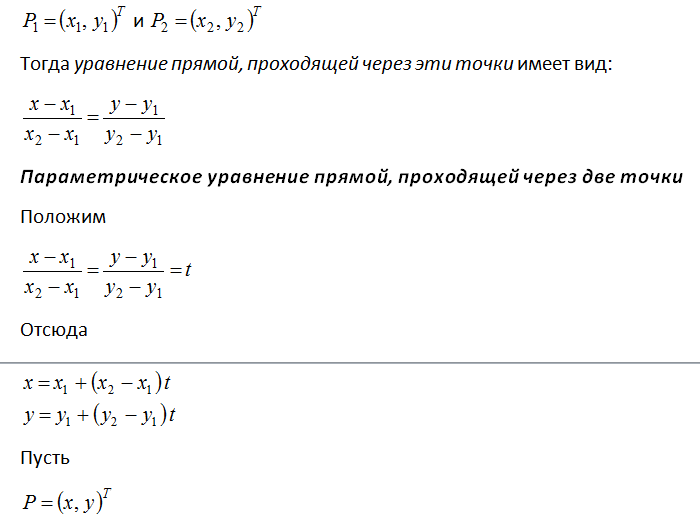 P₁ = (x₁, y₁)ᵀ и P₂ = (x₂, y₂)ᵀ
Тогда уравнение прямой, проходящей через эти точки имеет вид:
(x − x₁)/(x₂ − x₁) = (y − y₁)/(y₂ − y₁)
Параметрическое уравнение прямой, проходящей через две точки
Положим
(x − x₁)/(x₂ − x₁) = (y − y₁)/(y₂ − y₁) = t
Отсюда
x = x₁ + (x₂ − x₁)t
y = y₁ + (y₂ − y₁)t
Пусть
P = (x, y)ᵀ